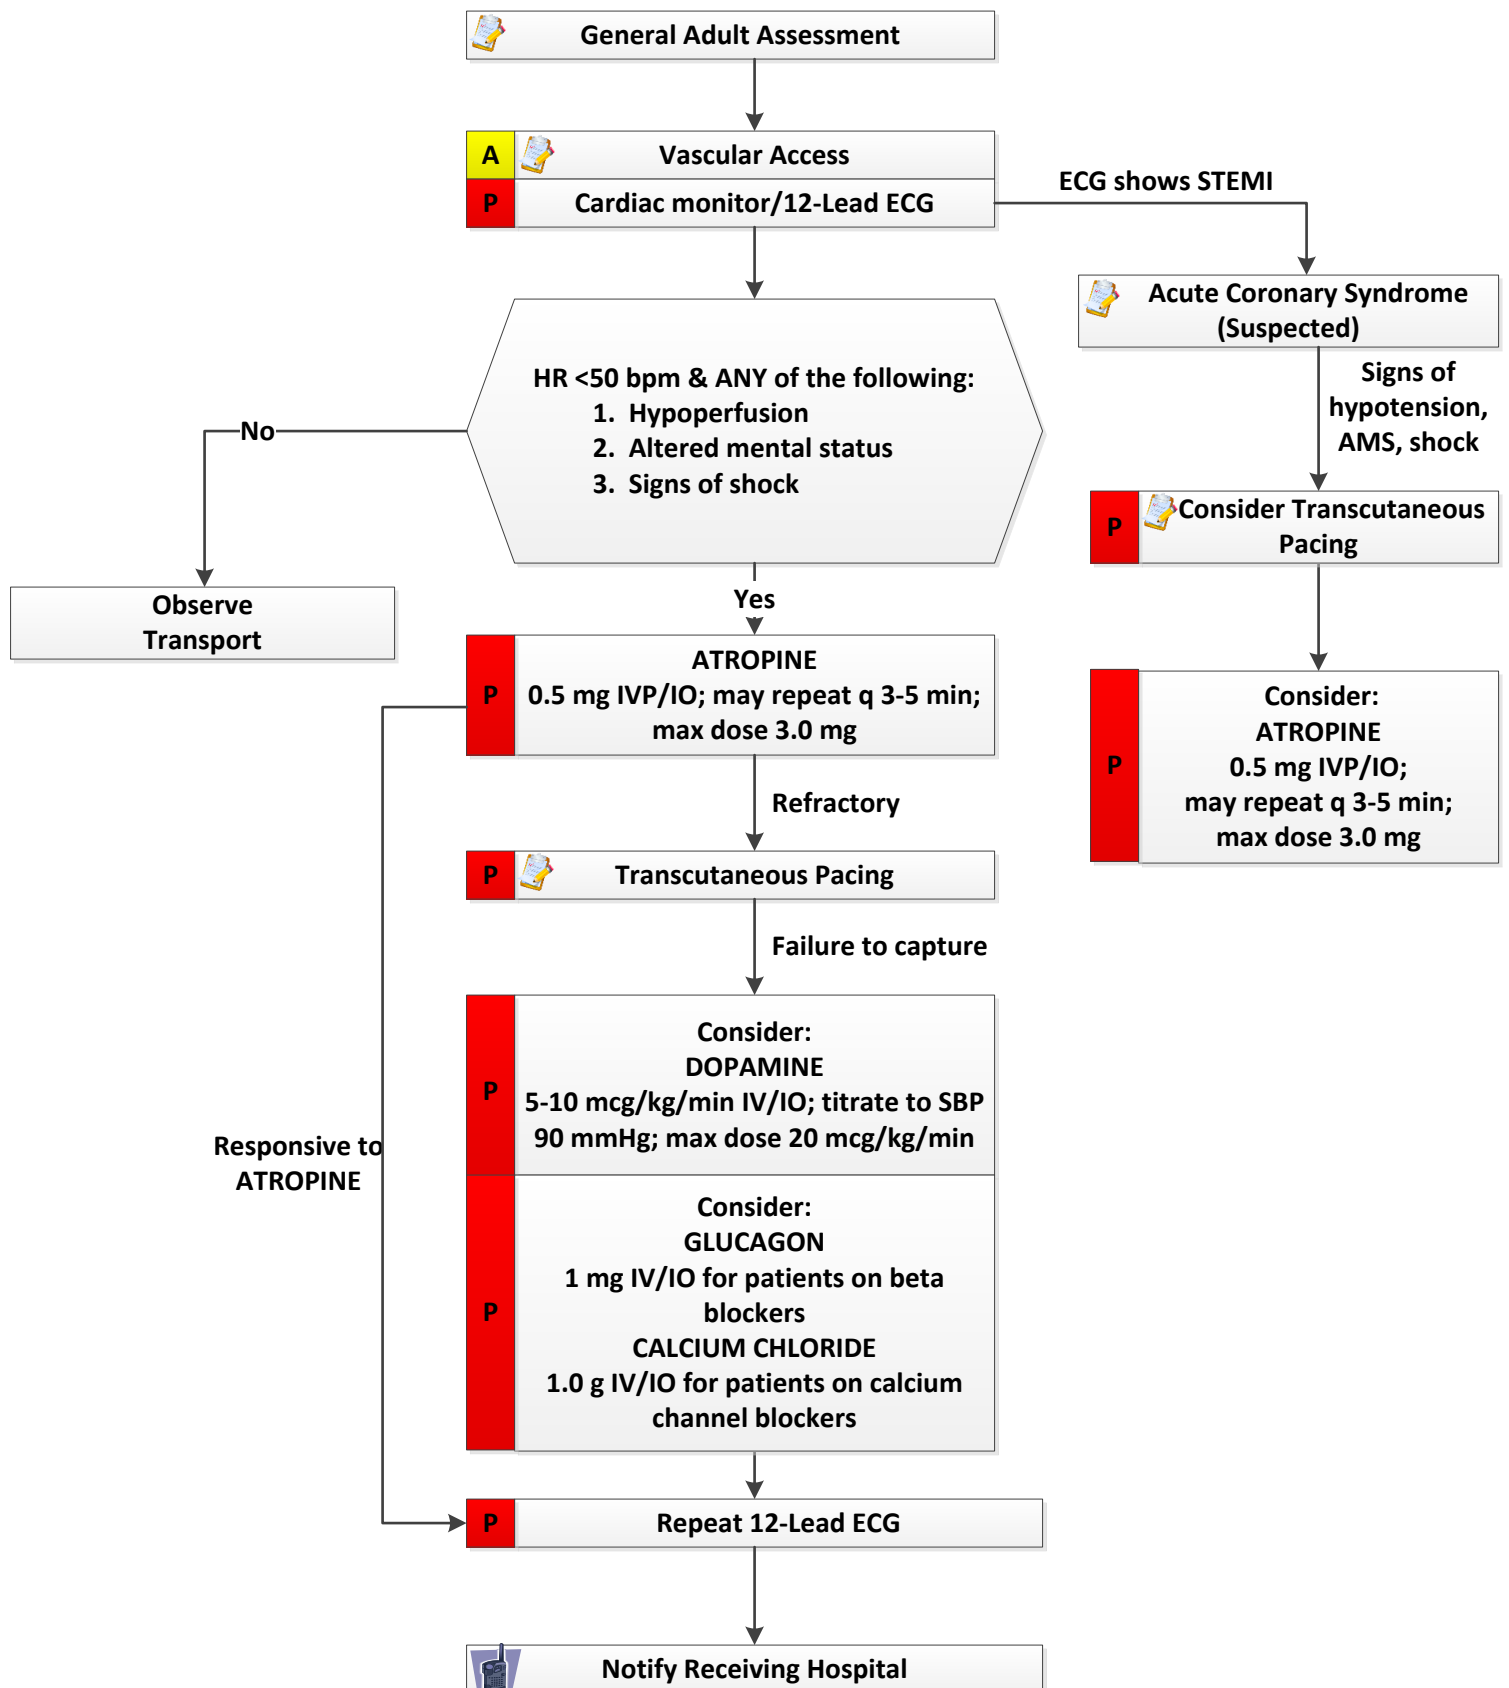 General Adult Assessment
A
Vascular Access
P
Cardiac monitor/12-Lead ECG
ECG shows STEMI
Acute Coronary Syndrome
(Suspected)
Signs of
hypotension,
AMS, shock
P
Consider Transcutaneous
Pacing
P
Consider:
ATROPINE
0.5 mg IVP/IO;
may repeat q 3-5 min;
max dose 3.0 mg
HR <50 bpm & ANY of the following:
1. Hypoperfusion
2. Altered mental status
3. Signs of shock
No
Observe
Transport
Yes
P
ATROPINE
0.5 mg IVP/IO; may repeat q 3-5 min;
max dose 3.0 mg
Refractory
P
Transcutaneous Pacing
Failure to capture
P
Consider:
DOPAMINE
5-10 mcg/kg/min IV/IO; titrate to SBP
90 mmHg; max dose 20 mcg/kg/min
Responsive to
ATROPINE
P
Consider:
GLUCAGON
1 mg IV/IO for patients on beta
blockers
CALCIUM CHLORIDE
1.0 g IV/IO for patients on calcium
channel blockers
P
Repeat 12-Lead ECG
Notify Receiving Hospital